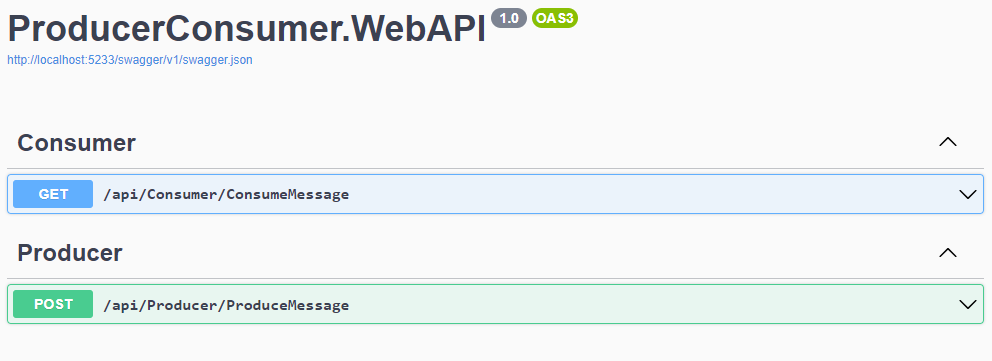 ProducerConsumer.WebAPI 1.0 OAS3
http://localhost:5233/swagger/v1/swagger.json
Consumer
GET /api/Consumer/ConsumeMessage
Producer
POST /api/Producer/ProduceMessage